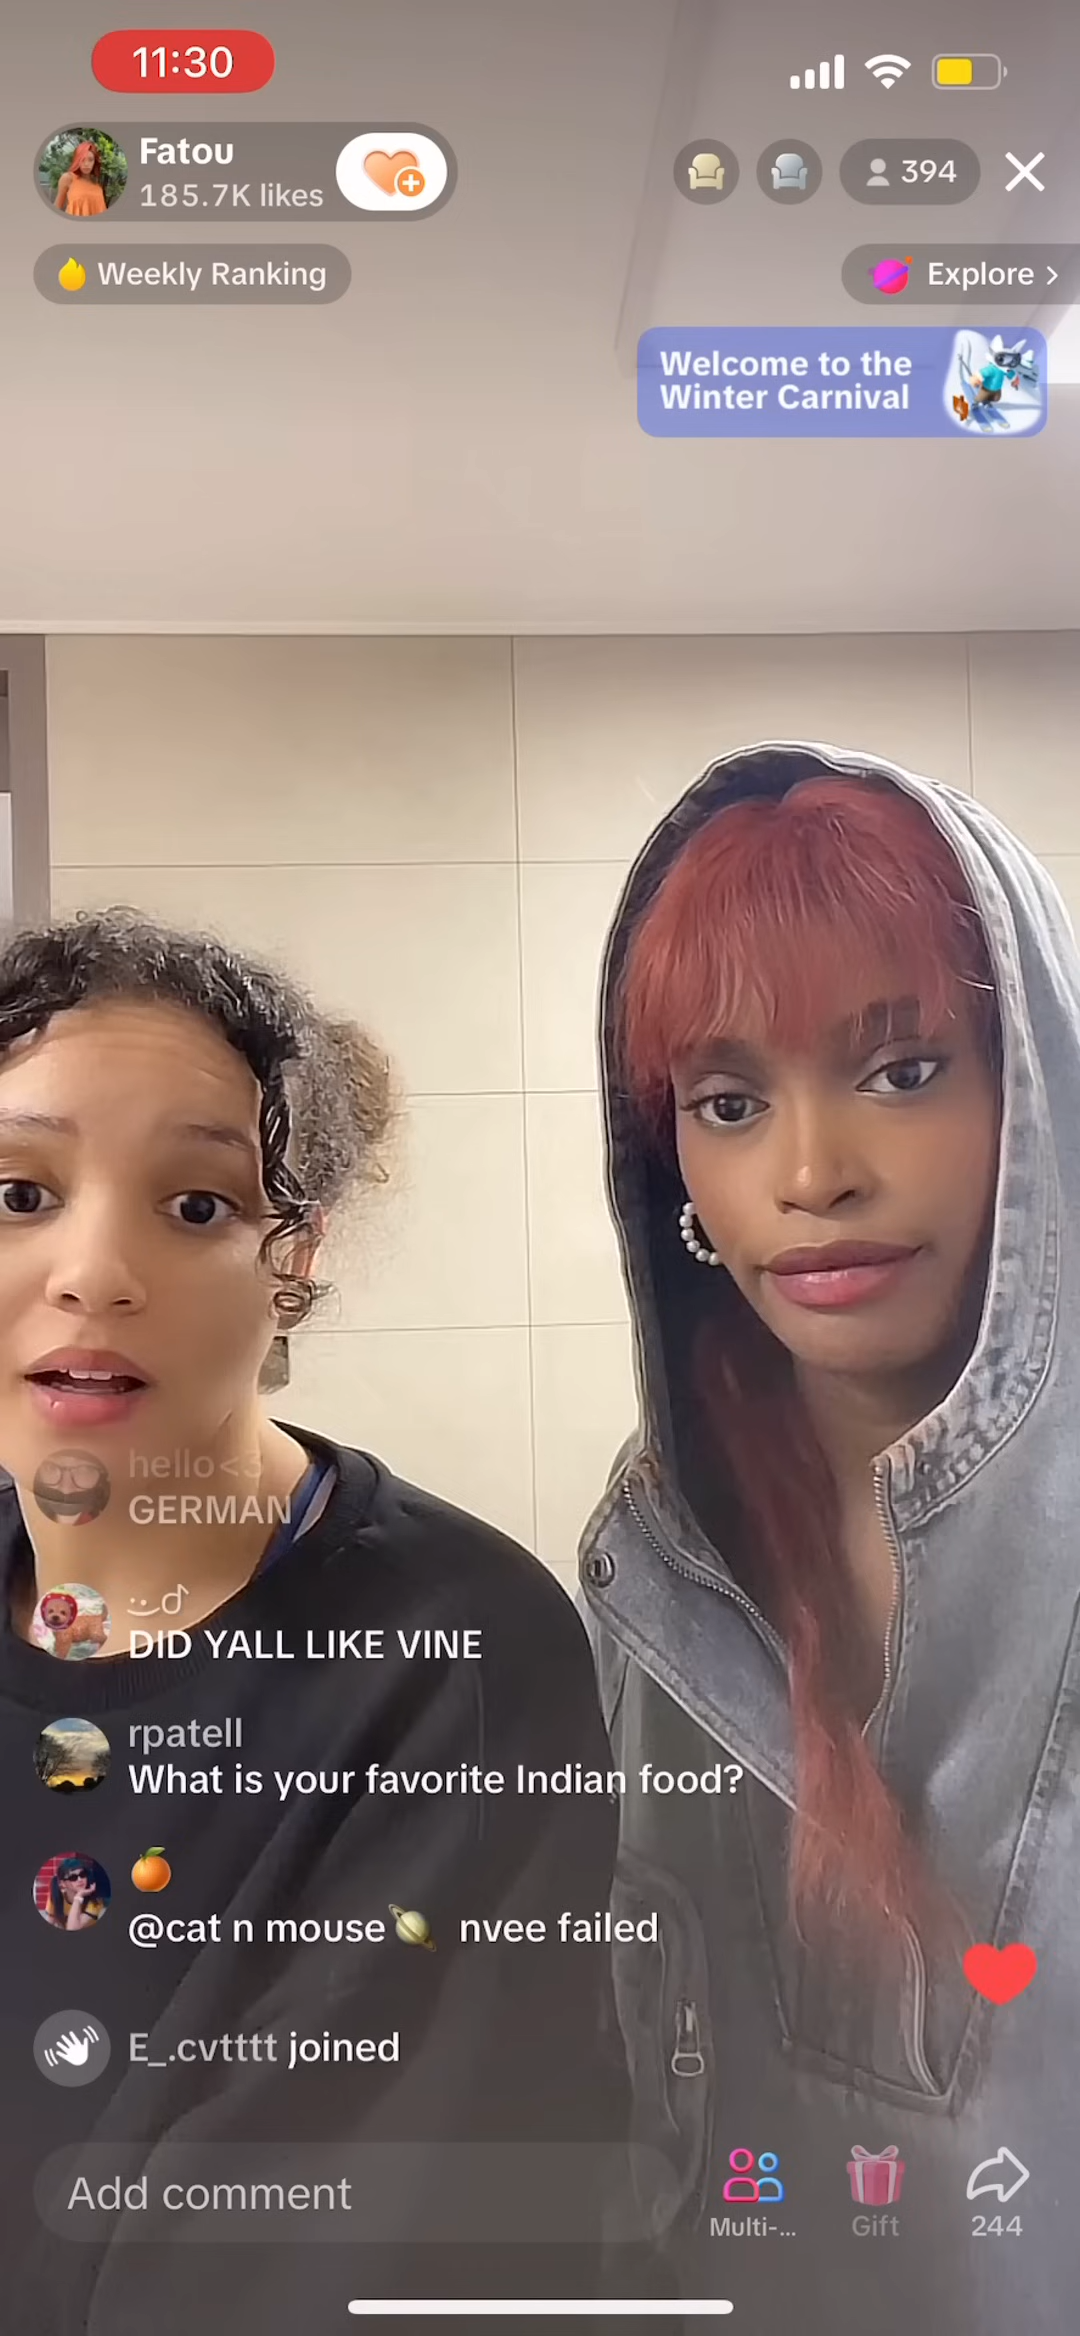 11:30
Fatou
185.7K likes
394
Weekly Ranking
Explore >
Welcome to the
Winter Carnival
hello<3
GERMAN
DID YALL LIKE VINE
rpatell
What is your favorite Indian food?
🍊
@cat n mouse🪐 nvee failed
E_.cvtttt joined
Add comment
Multi-...
Gift
244